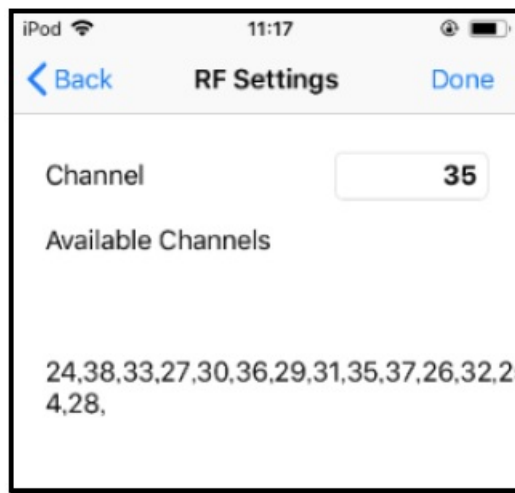 iPod 11:17
Back RF Settings Done
Channel 35
Available Channels
24,38,33,27,30,36,29,31,35,37,26,32,2
4,28,